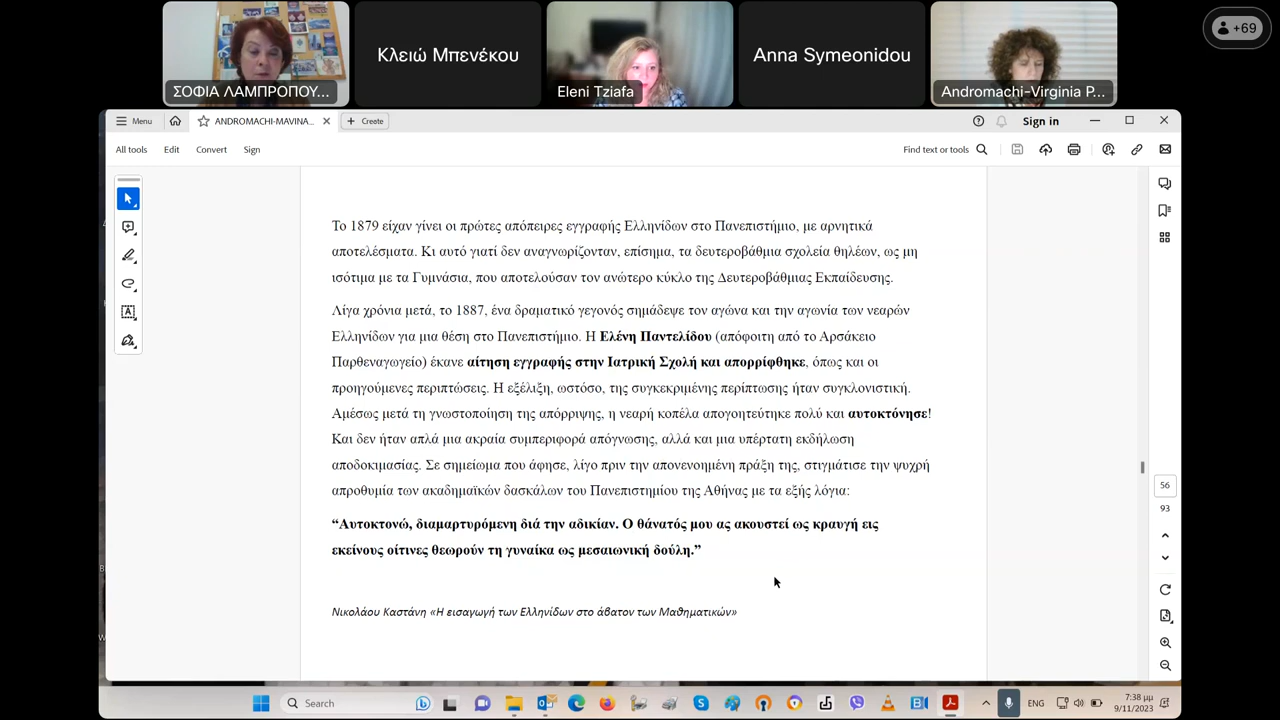 +69
ΣΟΦΙΑ ΛΑΜΠΡΟΠΟΥ...
Κλειώ Μπενέκου
Eleni Tziafa
Anna Symeonidou
Andromachi-Virginia P...
Menu
ANDROMACHI-MAVINA...
Create
Sign in
All tools
Edit
Convert
Sign
Find text or tools
Το 1879 είχαν γίνει οι πρώτες απόπειρες εγγραφής Ελληνίδων στο Πανεπιστήμιο, με αρνητικά
αποτελέσματα. Κι αυτό γιατί δεν αναγνωρίζονταν, επίσημα, τα δευτεροβάθμια σχολεία θηλέων, ως μη
ισότιμα με τα Γυμνάσια, που αποτελούσαν τον ανώτερο κύκλο της Δευτεροβάθμιας Εκπαίδευσης.
Λίγα χρόνια μετά, το 1887, ένα δραματικό γεγονός σημάδεψε τον αγώνα και την αγωνία των νεαρών
Ελληνίδων για μια θέση στο Πανεπιστήμιο. Η Ελένη Παντελίδου (απόφοιτη από το Αρσάκειο
Παρθεναγωγείο) έκανε αίτηση εγγραφής στην Ιατρική Σχολή και απορρίφθηκε, όπως και οι
προηγούμενες περιπτώσεις. Η εξέλιξη, ωστόσο, της συγκεκριμένης περίπτωσης ήταν συγκλονιστική.
Αμέσως μετά τη γνωστοποίηση της απόρριψης, η νεαρή κοπέλα απογοητεύτηκε πολύ και αυτοκτόνησε!
Και δεν ήταν απλά μια ακραία συμπεριφορά απόγνωσης, αλλά και μια υπέρτατη εκδήλωση
αποδοκιμασίας. Σε σημείωμα που άφησε, λίγο πριν την απονενοημένη πράξη της, στιγμάτισε την ψυχρή
απροθυμία των ακαδημαϊκών δασκάλων του Πανεπιστημίου της Αθήνας με τα εξής λόγια:
“Αυτοκτονώ, διαμαρτυρόμενη διά την αδικίαν. Ο θάνατός μου ας ακουστεί ως κραυγή εις
εκείνους οίτινες θεωρούν τη γυναίκα ως μεσαιωνική δούλη.”
Νικολάου Καστάνη «Η εισαγωγή των Ελληνίδων στο άβατον των Μαθηματικών»
56
93
Search
ENG
7:38 μμ
9/11/2023